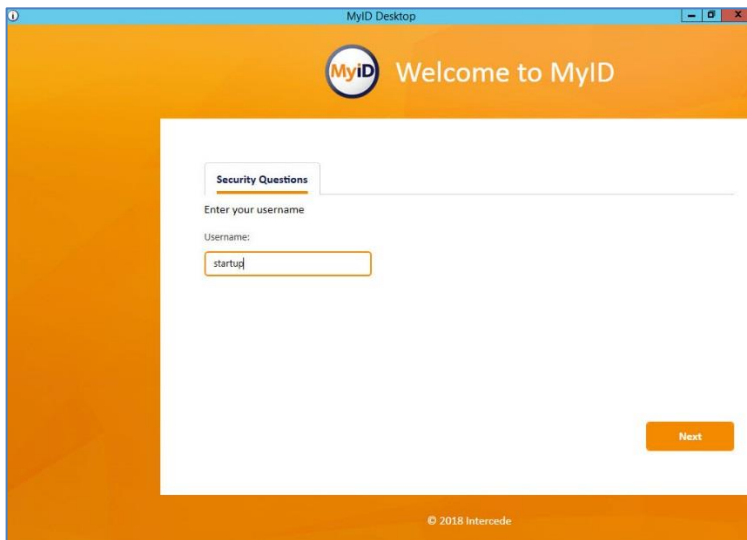 MyID Desktop
MyiD
Welcome to MyID
Security Questions
Enter your username
Username:
startup
Next
© 2018 Intercede